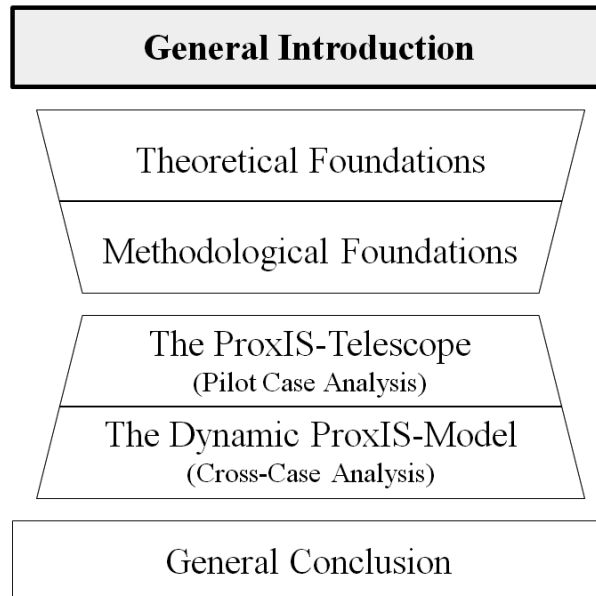 General Introduction
Theoretical Foundations
Methodological Foundations
The ProxIS-Telescope
(Pilot Case Analysis)
The Dynamic ProxIS-Model
(Cross-Case Analysis)
General Conclusion